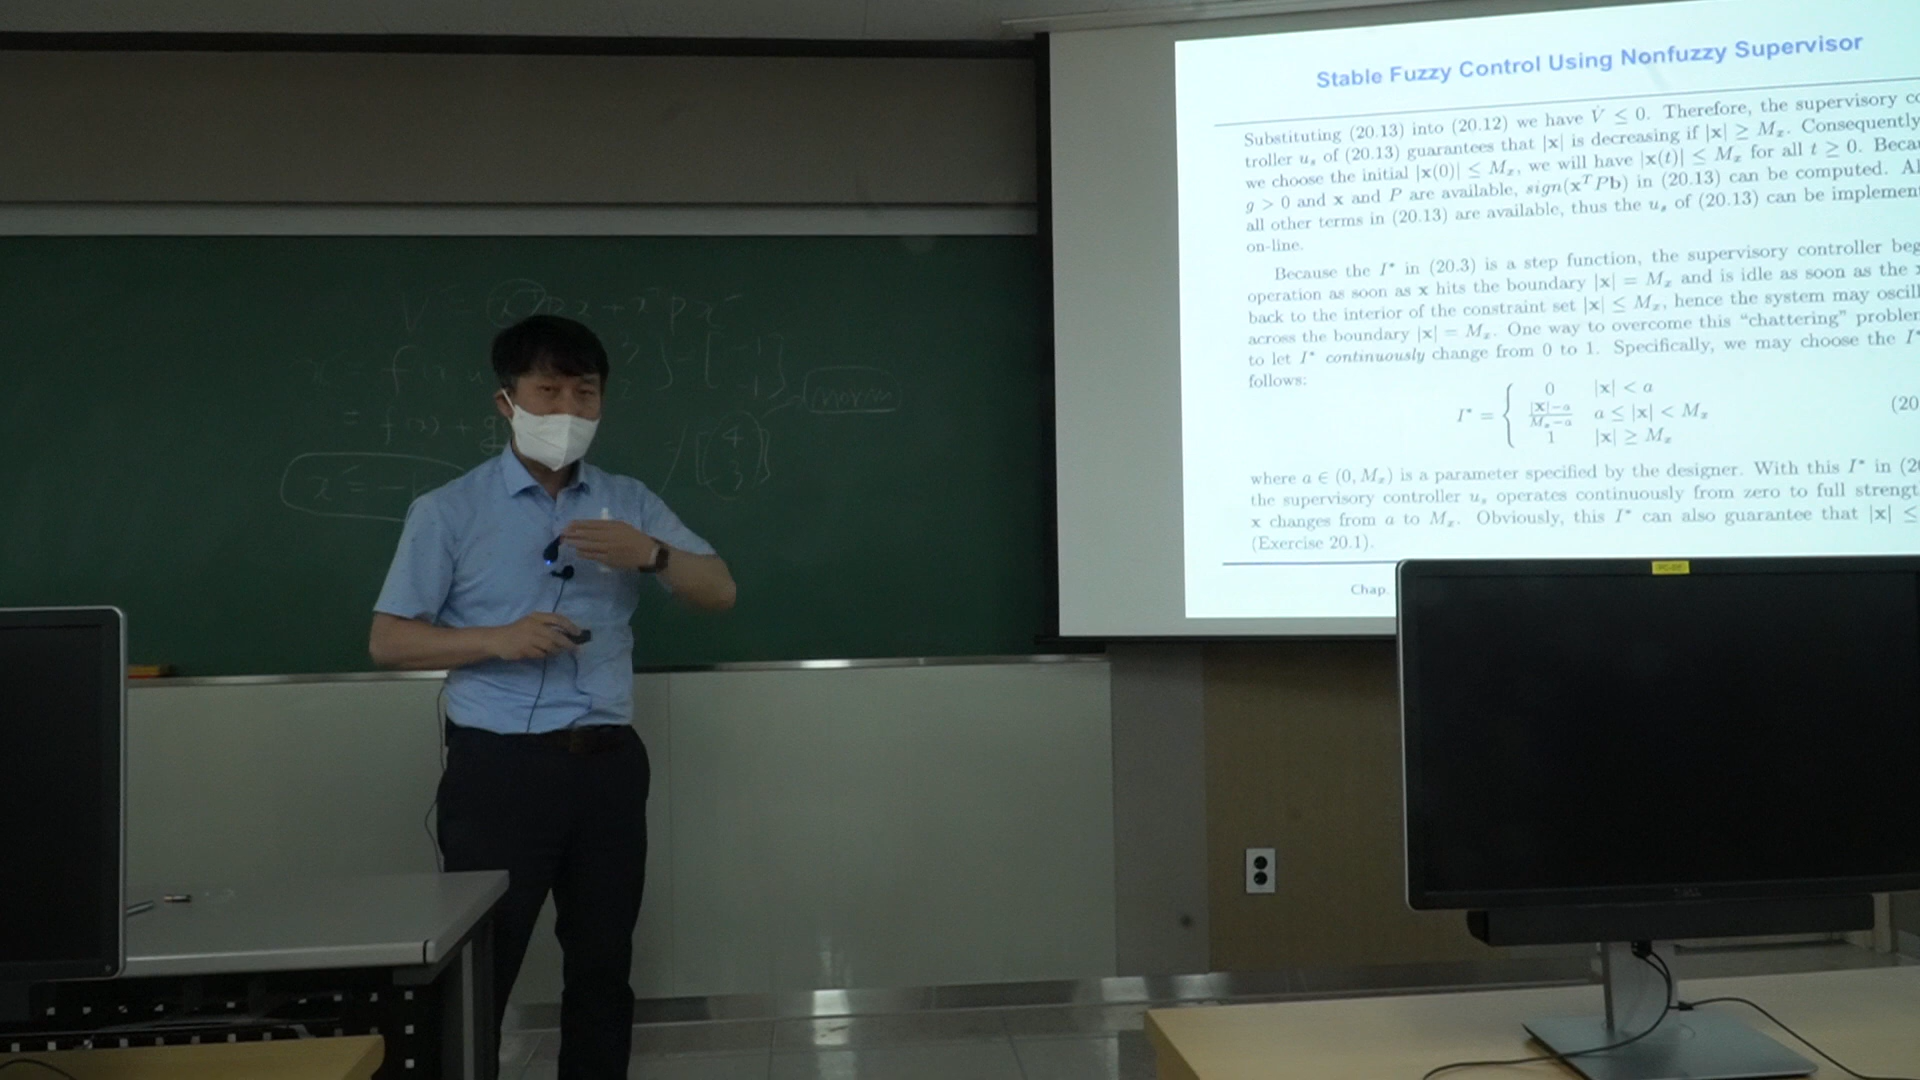 Stable Fuzzy Control Using Nonfuzzy Supervisor
Substituting (20.13) into (20.12) we have V̇ ≤ 0. Therefore, the supervisory co
troller uₛ of (20.13) guarantees that |x| is decreasing if |x| ≥ Mₓ. Consequently
we choose the initial |x(0)| ≤ Mₓ, we will have |x(t)| ≤ Mₓ for all t ≥ 0. Becau
g > 0 and x and P are available, sign(xᵀPb) in (20.13) can be computed. Al
all other terms in (20.13) are available, thus the uₛ of (20.13) can be implemen
on-line.
Because the I* in (20.3) is a step function, the supervisory controller beg
operation as soon as x hits the boundary |x| = Mₓ and is idle as soon as the x
back to the interior of the constraint set |x| ≤ Mₓ, hence the system may oscill
across the boundary |x| = Mₓ. One way to overcome this “chattering” problem
to let I* continuously change from 0 to 1. Specifically, we may choose the I*
follows:
I* = { 0 |x| < a
(|x|−a)/(Mₓ−a) a ≤ |x| < Mₓ (20
1 |x| ≥ Mₓ
where a ∈ (0, Mₓ) is a parameter specified by the designer. With this I* in (20
the supervisory controller uₛ operates continuously from zero to full strengt
x changes from a to Mₓ. Obviously, this I* can also guarantee that |x| ≤
(Exercise 20.1).
Chap.
norm